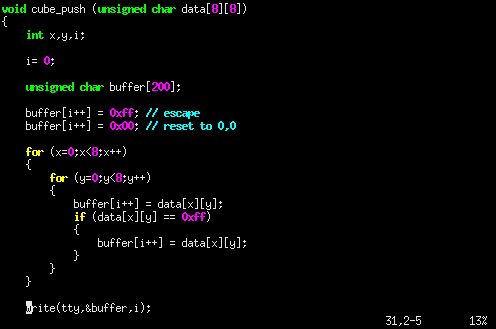 void cube_push (unsigned char data[8][8])
{
    int x,y,i;

    i= 0;

    unsigned char buffer[200];

    buffer[i++] = 0xff; // escape
    buffer[i++] = 0x00; // reset to 0,0

    for (x=0;x<8;x++)
    {
        for (y=0;y<8;y++)
        {
            buffer[i++] = data[x][y];
            if (data[x][y] == 0xff)
            {
                buffer[i++] = data[x][y];
            }
        }
    }

    write(tty,&buffer,i);
31,2-5 13%